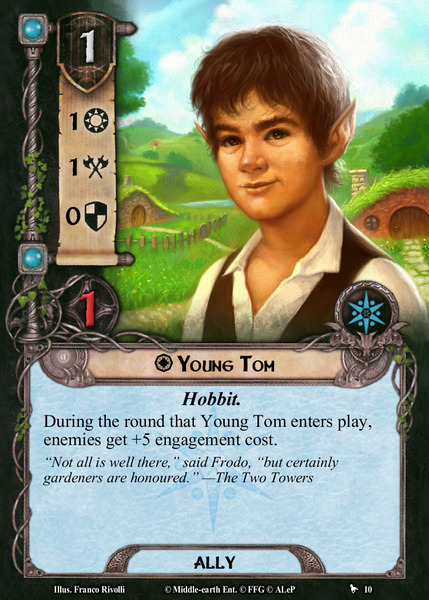 1
1
1
0
1
Young Tom
Hobbit.
During the round that Young Tom enters play,
enemies get +5 engagement cost.
“Not all is well there,” said Frodo, “but certainly
gardeners are honoured.” —The Two Towers
ALLY
Illus. Franco Rivolli © Middle-earth Ent. © FFG © ALeP 10